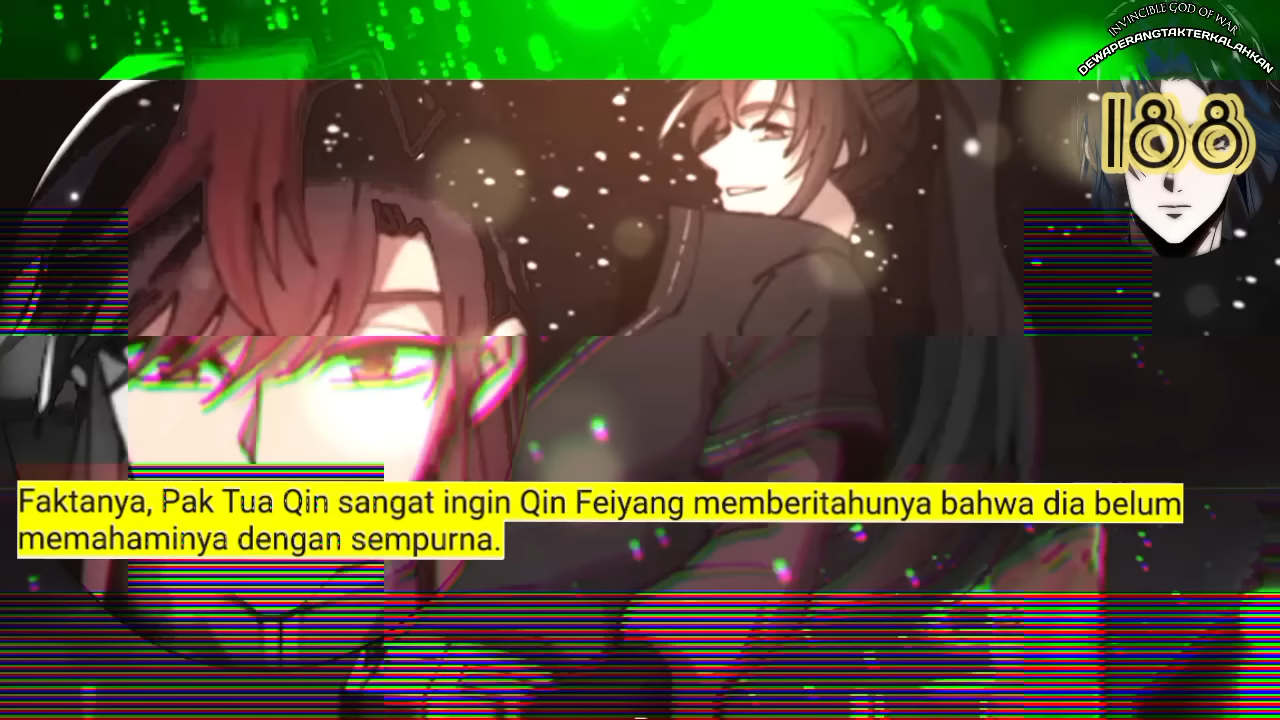 INVINCIBLE GOD OF WAR
DEWAPERANGTAKTERKALAHKAN
188
Faktanya, Pak Tua Qin sangat ingin Qin Feiyang memberitahunya bahwa dia belum
memahaminya dengan sempurna.